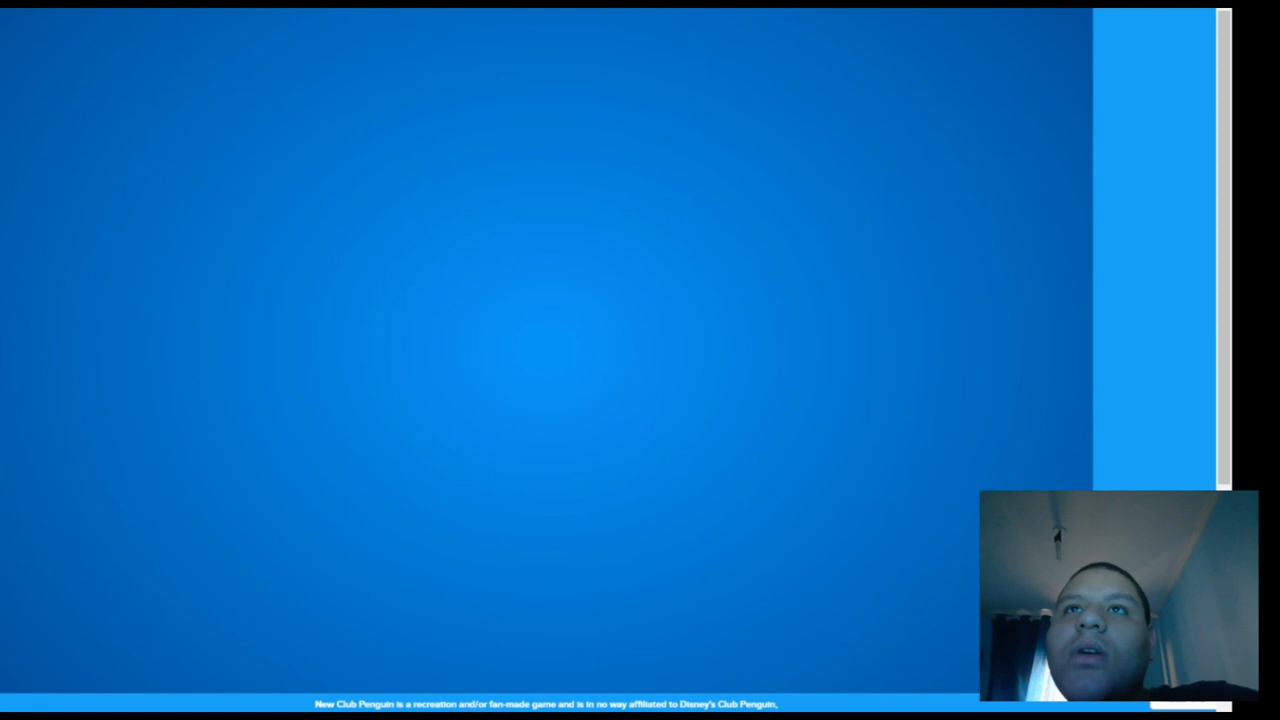 New Club Penguin is a recreation and/or fan-made game and is in no way affiliated to Disney's Club Penguin.